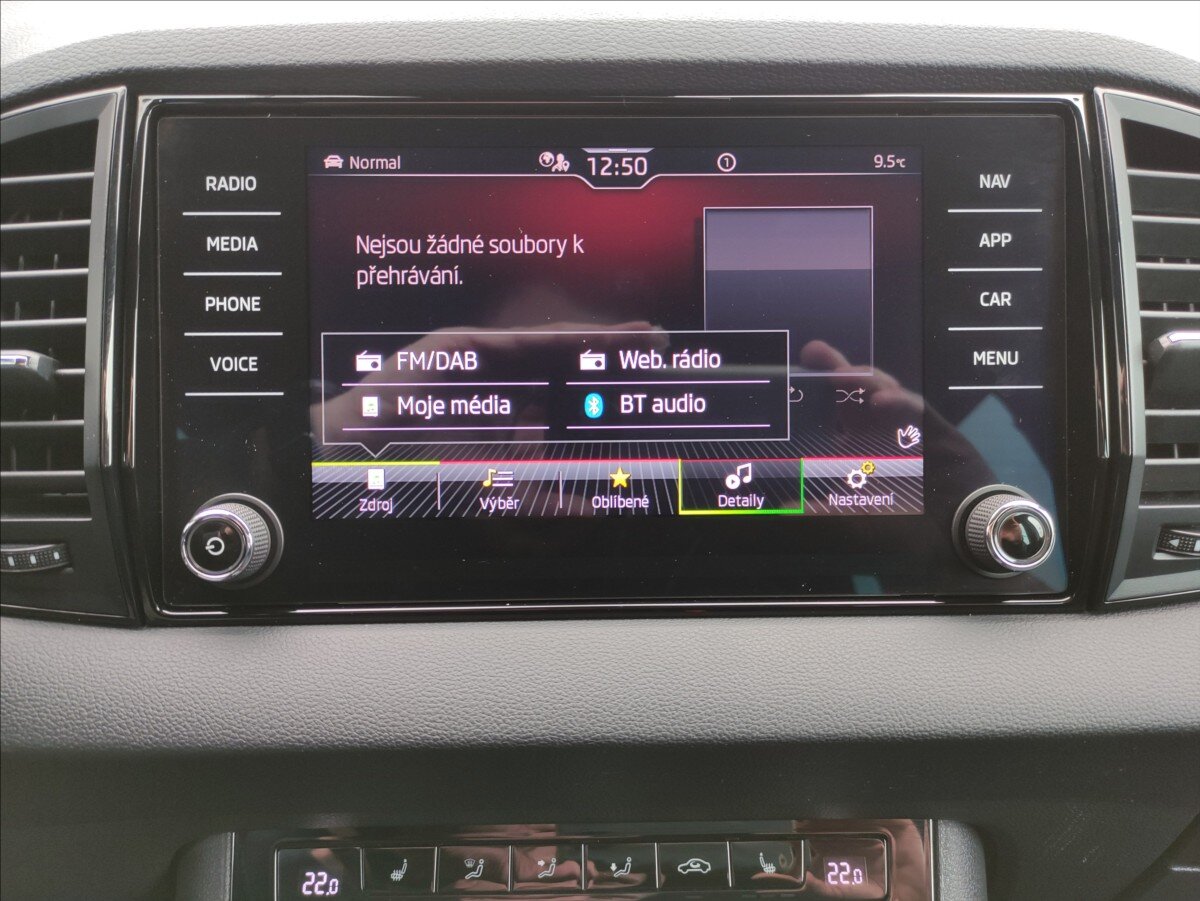 Normal
12:50
1
9.5°C
RADIO
MEDIA
PHONE
VOICE
NAV
APP
CAR
MENU
Nejsou žádné soubory k
přehrávání.
FM/DAB
Web. rádio
Moje média
BT audio
Zdroj
Výběr
Oblíbené
Detaily
Nastavení
22.0
22.0